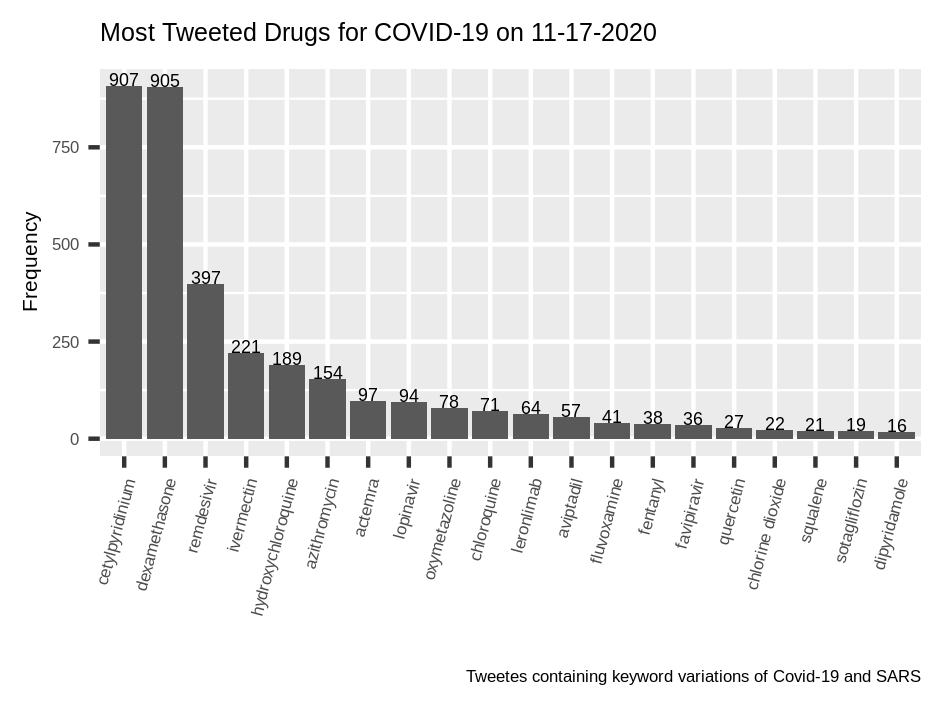 Most Tweeted Drugs for COVID-19 on 11-17-2020
Frequency
750
500
250
0
907
905
397
221
189
154
97
94
78
71
64
57
41
38
36
27
22
21
19
16
cetylpyridinium
dexamethasone
remdesivir
ivermectin
hydroxychloroquine
azithromycin
actemra
lopinavir
oxymetazoline
chloroquine
leronlimab
aviptadil
fluvoxamine
fentanyl
favipiravir
quercetin
chlorine dioxide
squalene
sotagliflozin
dipyridamole
Tweetes containing keyword variations of Covid-19 and SARS